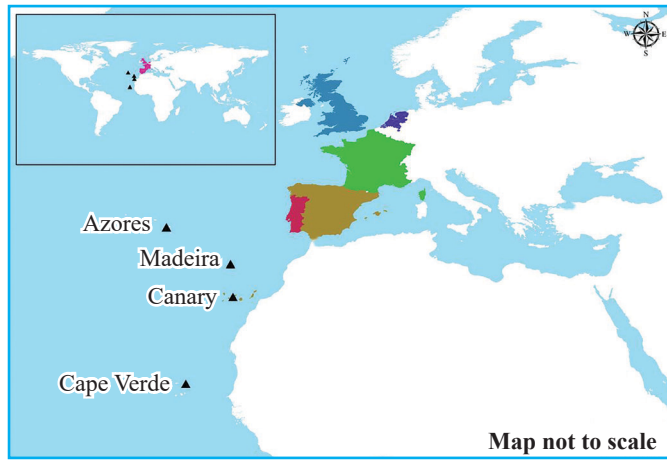 N
W E
S
Azores
Madeira
Canary
Cape Verde
Map not to scale